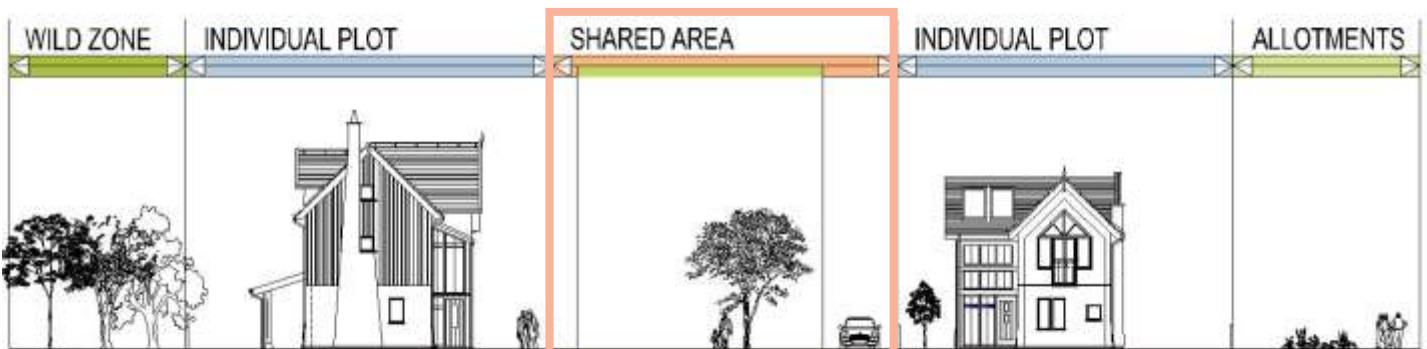 WILD ZONE
INDIVIDUAL PLOT
SHARED AREA
INDIVIDUAL PLOT
ALLOTMENTS